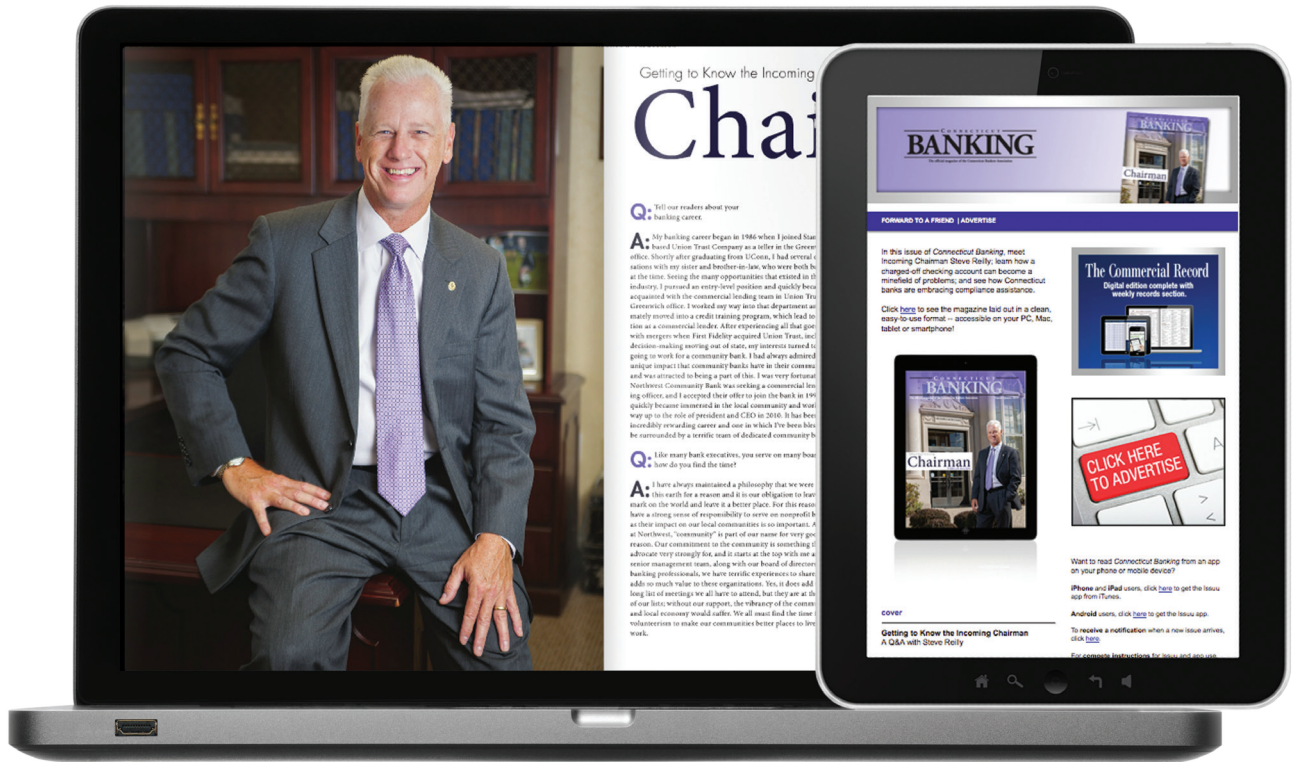 Getting to Know the Incoming
Chai
Q: Tell our readers about your
banking career.
A: My banking career began in 1986 when I joined Stam
based Union Trust Company as a teller in the Green
office. Shortly after graduating from UConn, I had several
sations with my sister and brother-in-law, who were both b
at the time. Seeing the many opportunities that existed in th
industry, I pursued an entry-level position and quickly beca
acquainted with the commercial lending team in Union Tru
Greenwich office. I worked my way into that department a
mately moved into a credit training program, which lead to
tion as a commercial lender. After experiencing all that goe
with mergers when First Fidelity acquired Union Trust, incl
decision-making moving out of state, my interests turned t
going to work for a community bank. I had always admired
unique impact that community banks have in their commu
and was attracted to being a part of this. I was very fortunat
Northwest Community Bank was seeking a commercial len
ing officer, and I accepted their offer to join the bank in 199
quickly became immersed in the local community and wor
way up to the role of president and CEO in 2010. It has bee
incredibly rewarding career and one in which I've been bles
be surrounded by a terrific team of dedicated community b
Q: Like many bank executives, you serve on many boar
how do you find the time?
A: I have always maintained a philosophy that we were
this earth for a reason and it is our obligation to leav
mark on the world and leave it a better place. For this reaso
have a strong sense of responsibility to serve on nonprofit b
as their impact on our local communities is so important. A
at Northwest, "community" is part of our name for very goo
reason. Our commitment to the community is something t
advocate very strongly for, and it starts at the top with me a
senior management team, along with our board of director
banking professionals, we have terrific experiences to share
adds so much value to these organizations. Yes, it does add
long list of meetings we all have to attend, but they are at th
of our lists; without our support, the vibrancy of the comm
and local economy would suffer. We all must find the time
volunteerism to make our communities better places to live
work.
CONNECTICUT
BANKING
The official magazine of the Connecticut Bankers Association
BANKING
Chairman
FORWARD TO A FRIEND | ADVERTISE
In this issue of Connecticut Banking, meet
Incoming Chairman Steve Reilly; learn how a
charged-off checking account can become a
minefield of problems; and see how Connecticut
banks are embracing compliance assistance.
Click here to see the magazine laid out in a clean,
easy-to-use format -- accessible on your PC, Mac,
tablet or smartphone!
CONNECTICUT
BANKING
Chairman
cover
Getting to Know the Incoming Chairman
A Q&A with Steve Reilly
The Commercial Record
Digital edition complete with
weekly records section.
CLICK HERE
TO ADVERTISE
A
>
<
Want to read Connecticut Banking from an app
on your phone or mobile device?
iPhone and iPad users, click here to get the Issuu
app from iTunes.
Android users, click here to get the Issuu app.
To receive a notification when a new issue arrives,
click here.
For compete instructions for Issuu and app use,